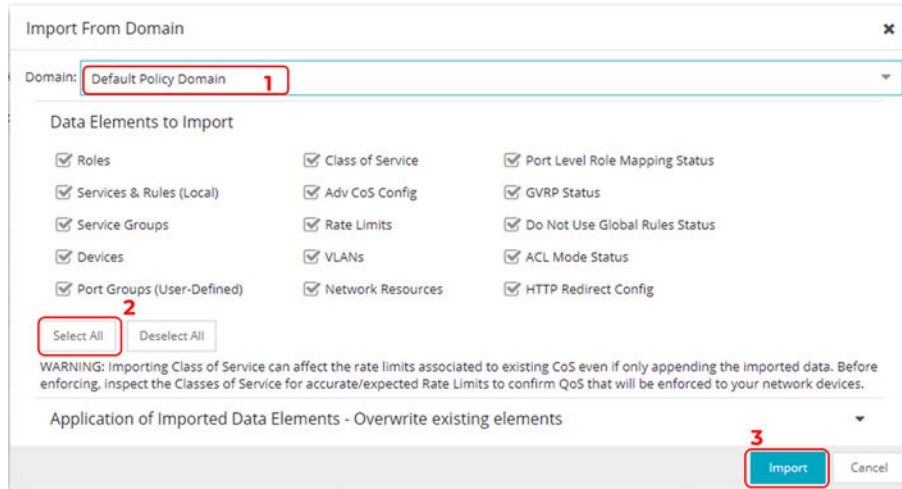 Import From Domain
Domain: Default Policy Domain 1
Data Elements to Import
Roles Class of Service Port Level Role Mapping Status
Services & Rules (Local) Adv CoS Config GVRP Status
Service Groups Rate Limits Do Not Use Global Rules Status
Devices VLANs ACL Mode Status
Port Groups (User-Defined) Network Resources HTTP Redirect Config
2
Select All Deselect All
WARNING: Importing Class of Service can affect the rate limits associated to existing CoS even if only appending the imported data. Before
enforcing, inspect the Classes of Service for accurate/expected Rate Limits to confirm QoS that will be enforced to your network devices.
Application of Imported Data Elements - Overwrite existing elements
3
Import Cancel